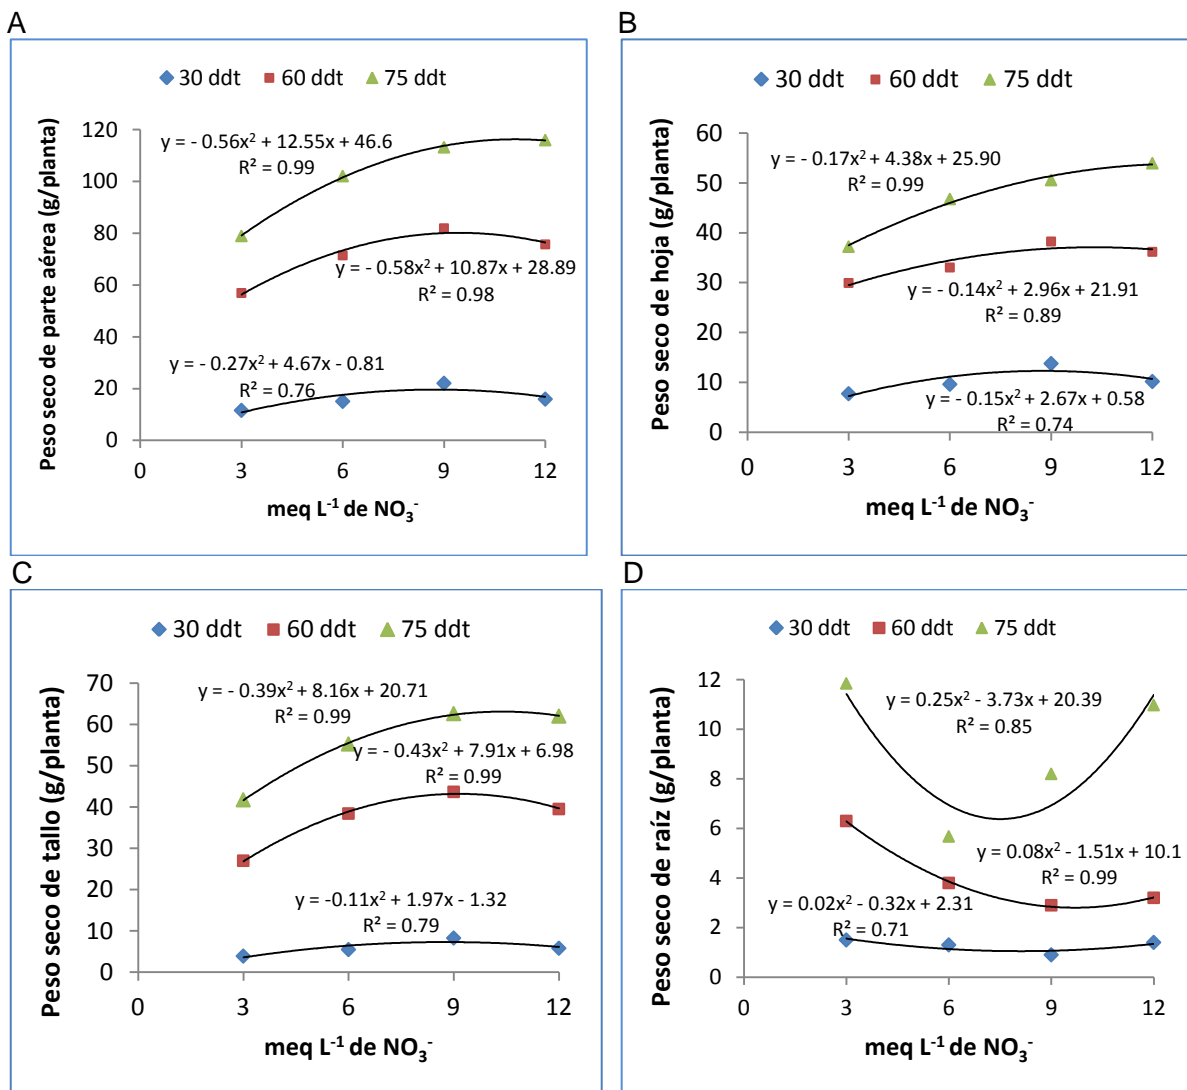 A
30 ddt 60 ddt 75 ddt
120
100
80
60
40
20
0
y = - 0.56x² + 12.55x + 46.6
R² = 0.99
y = - 0.58x² + 10.87x + 28.89
R² = 0.98
y = - 0.27x² + 4.67x - 0.81
R² = 0.76
0 3 6 9 12
Peso seco de parte aérea (g/planta)
meq L⁻¹ de NO₃⁻
B
30 ddt 60 ddt 75 ddt
60
50
40
30
20
10
0
y = - 0.17x² + 4.38x + 25.90
R² = 0.99
y = - 0.14x² + 2.96x + 21.91
R² = 0.89
y = - 0.15x² + 2.67x + 0.58
R² = 0.74
0 3 6 9 12
Peso seco de hoja (g/planta)
meq L⁻¹ de NO₃⁻
C
30 ddt 60 ddt 75 ddt
70
60
50
40
30
20
10
0
y = - 0.39x² + 8.16x + 20.71
R² = 0.99
y = - 0.43x² + 7.91x + 6.98
R² = 0.99
y = -0.11x² + 1.97x - 1.32
R² = 0.79
0 3 6 9 12
Peso seco de tallo (g/planta)
meq L⁻¹ de NO₃⁻
D
30 ddt 60 ddt 75 ddt
12
10
8
6
4
2
0
y = 0.25x² - 3.73x + 20.39
R² = 0.85
y = 0.08x² - 1.51x + 10.1
R² = 0.99
y = 0.02x² - 0.32x + 2.31
R² = 0.71
0 3 6 9 12
Peso seco de raíz (g/planta)
meq L⁻¹ de NO₃⁻